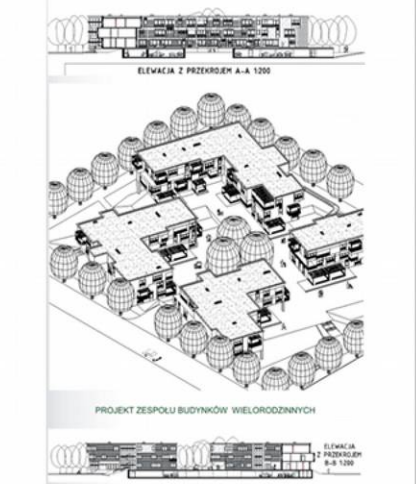 ELEWACJA Z PRZEKROJEM A-A 1:200
PROJEKT ZESPOŁU BUDYNKÓW WIELORODZINNYCH
ELEWACJA
Z PRZEKROJEM
B-B 1:200